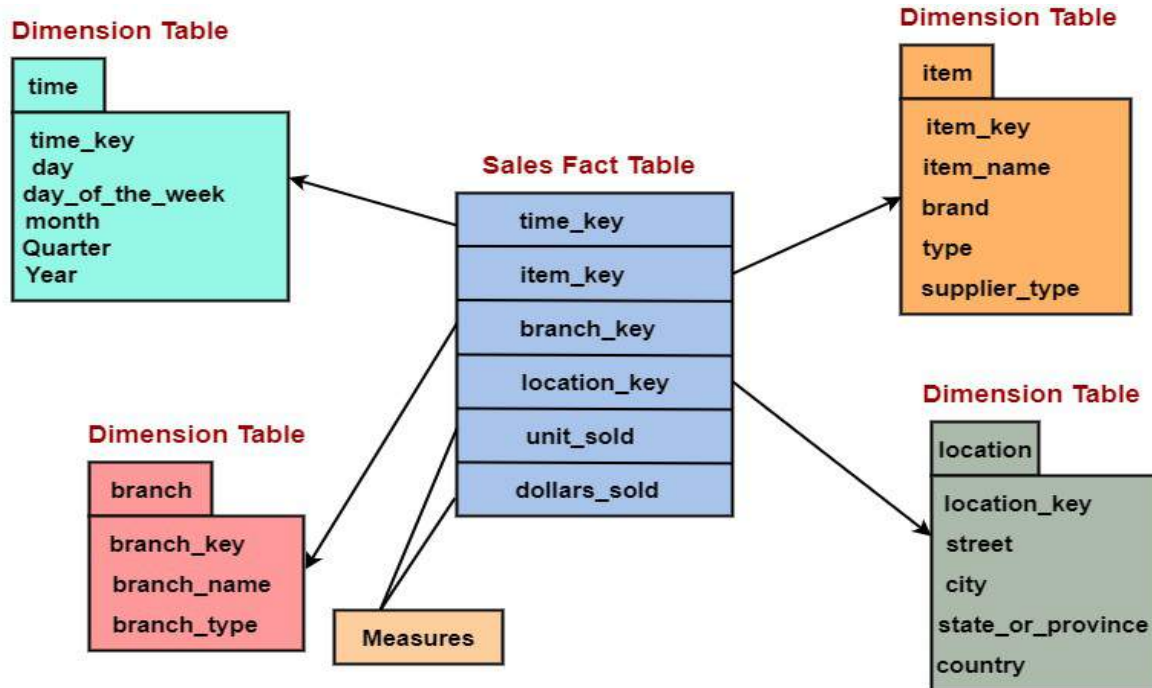 Dimension Table
time
time_key
day
day_of_the_week
month
Quarter
Year
Sales Fact Table
time_key
item_key
branch_key
location_key
unit_sold
dollars_sold
Dimension Table
item
item_key
item_name
brand
type
supplier_type
Dimension Table
branch
branch_key
branch_name
branch_type
Measures
Dimension Table
location
location_key
street
city
state_or_province
country